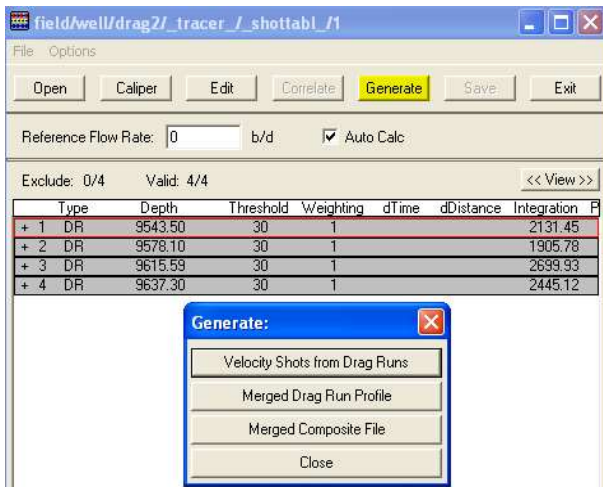 field/well/drag2/_tracer_/_shottabl_/1
File Options
Open Caliper Edit Correlate Generate Save Exit
Reference Flow Rate: 0 b/d Auto Calc
Exclude: 0/4 Valid: 4/4 << View >>
Type Depth Threshold Weighting dTime dDistance Integration P
+ 1 DR 9543.50 30 1 2131.45
+ 2 DR 9578.10 30 1 1905.78
+ 3 DR 9615.59 30 1 2699.93
+ 4 DR 9637.30 30 1 2445.12
Generate:
Velocity Shots from Drag Runs
Merged Drag Run Profile
Merged Composite File
Close